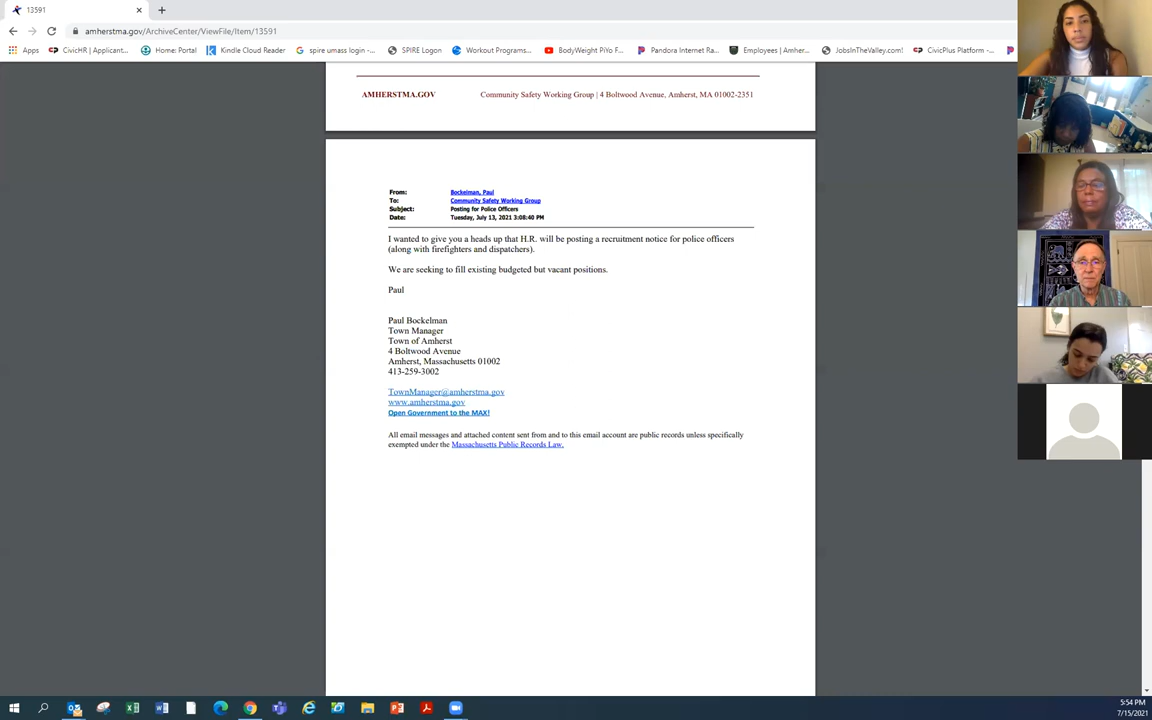 13591
amherstma.gov/ArchiveCenter/ViewFile/Item/13591
Apps
CivicHR | Applicant...
Home: Portal
Kindle Cloud Reader
spire umass login -...
SPIRE Logon
Workout Programs...
BodyWeight PiYo F...
Pandora Internet Ra...
Employees | Amher...
JobsInTheValley.com!
CivicPlus Platform -...
AMHERSTMA.GOV
Community Safety Working Group | 4 Boltwood Avenue, Amherst, MA 01002-2351
From: Bockelman, Paul
To: Community Safety Working Group
Subject: Posting for Police Officers
Date: Tuesday, July 13, 2021 3:08:40 PM
I wanted to give you a heads up that H.R. will be posting a recruitment notice for police officers
(along with firefighters and dispatchers).
We are seeking to fill existing budgeted but vacant positions.
Paul
Paul Bockelman
Town Manager
Town of Amherst
4 Boltwood Avenue
Amherst, Massachusetts 01002
413-259-3002
TownManager@amherstma.gov
www.amherstma.gov
Open Government to the MAX!
All email messages and attached content sent from and to this email account are public records unless specifically
exempted under the Massachusetts Public Records Law.
5:54 PM
7/15/2021